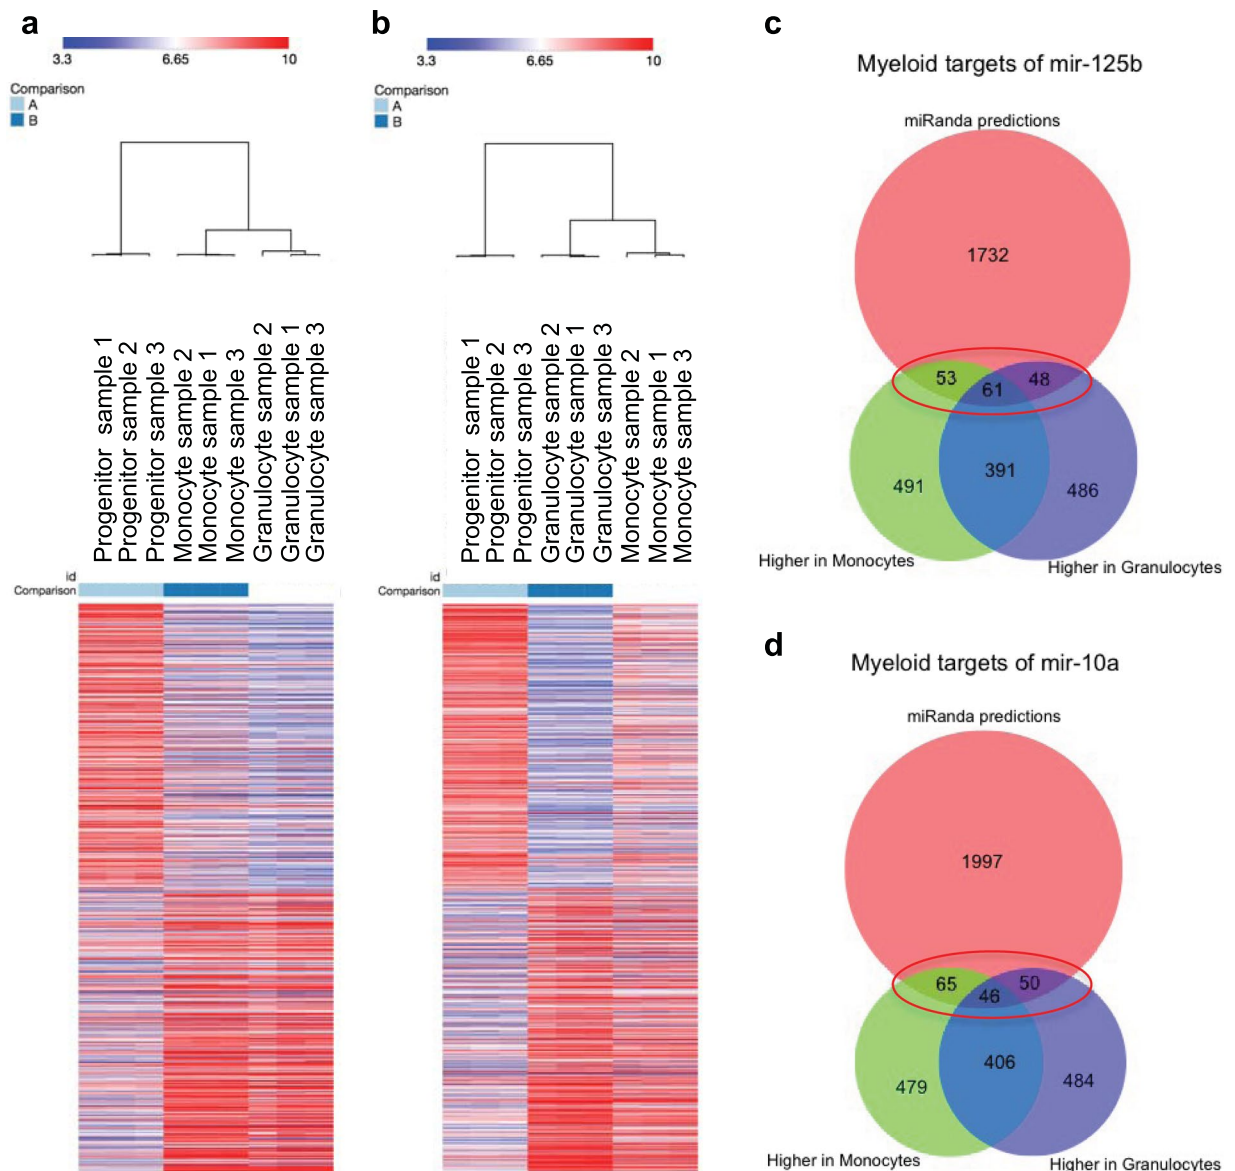 a
3.3 6.65 10
Comparison
A
B
Progenitor sample 1
Progenitor sample 2
Progenitor sample 3
Monocyte sample 2
Monocyte sample 1
Monocyte sample 3
Granulocyte sample 2
Granulocyte sample 1
Granulocyte sample 3
id
Comparison
b
3.3 6.65 10
Comparison
A
B
Progenitor sample 1
Progenitor sample 2
Progenitor sample 3
Granulocyte sample 2
Granulocyte sample 1
Granulocyte sample 3
Monocyte sample 2
Monocyte sample 1
Monocyte sample 3
id
Comparison
c
Myeloid targets of mir-125b
miRanda predictions
1732
53 61 48
491 391 486
Higher in Monocytes
Higher in Granulocytes
d
Myeloid targets of mir-10a
miRanda predictions
1997
65 46 50
479 406 484
Higher in Monocytes
Higher in Granulocytes